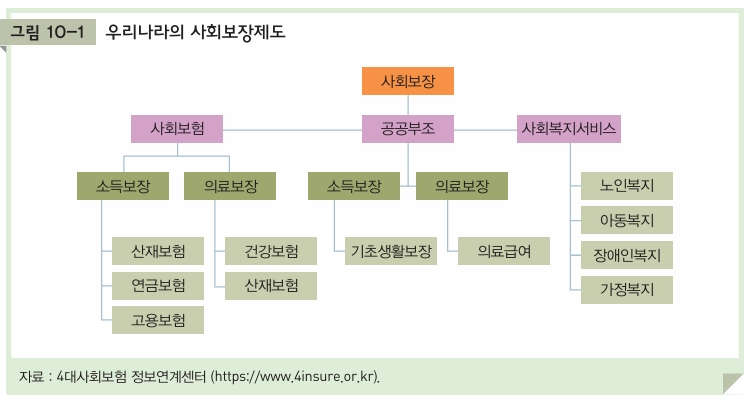 그림 10-1 우리나라의 사회보장제도
사회보장
사회보험 공공부조 사회복지서비스
소득보장 의료보장 소득보장 의료보장 노인복지
아동복지
산재보험 건강보험 기초생활보장 의료급여 장애인복지
연금보험 산재보험 가정복지
고용보험
자료 : 4대사회보험 정보연계센터 (https://www.4insure.or.kr).